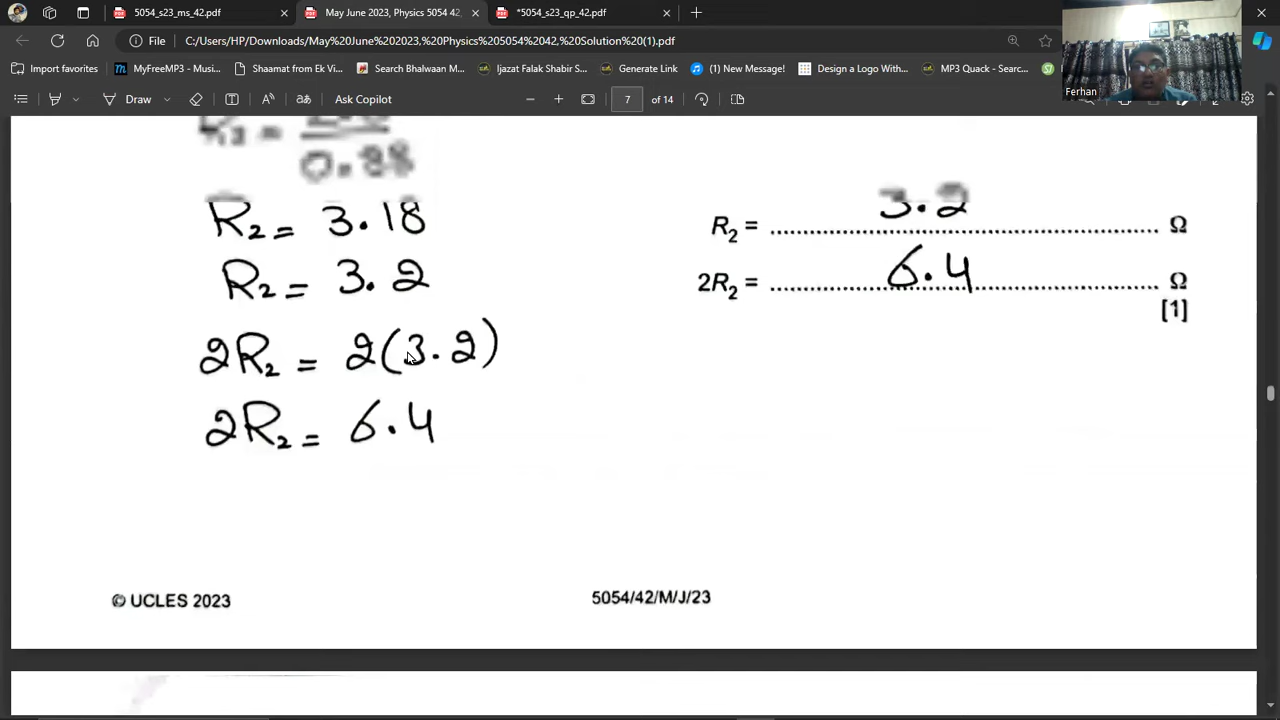 5054_s23_ms_42.pdf
May June 2023, Physics 5054 42,
*5054_s23_qp_42.pdf
File
C:/Users/HP/Downloads/May%20June%202023,%20Physics%205054%2042,%20Solution%20(1).pdf
Import favorites
MyFreeMP3 - Musi...
Shaamat from Ek Vi...
Search Bhalwaan M...
Ijazat Falak Shabir S...
Generate Link
(1) New Message!
Design a Logo With...
MP3 Quack - Searc...
Ferhan
Draw
Ask Copilot
7 of 14
0.88
R2 = 3.18
R2 = 3.2
2R2 = 2(3.2)
2R2 = 6.4
R2 = 3.2 Ω
2R2 = 6.4 Ω
[1]
© UCLES 2023
5054/42/M/J/23